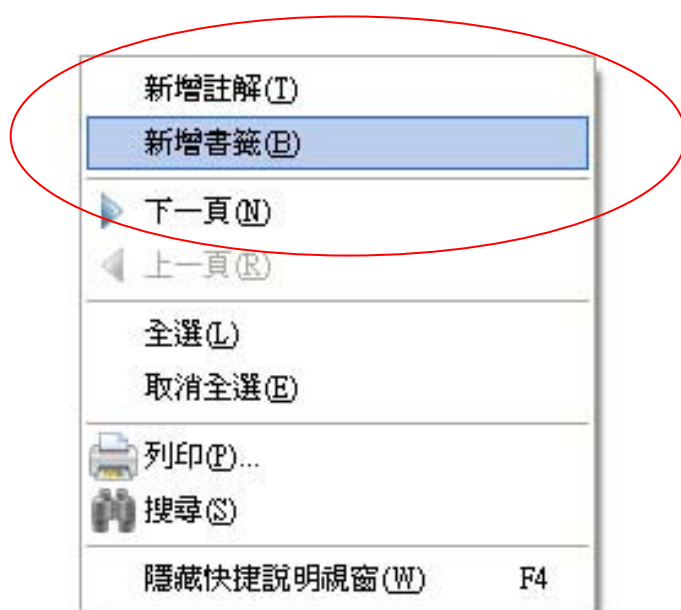 新增註解(T)
新增書籤(B)
下一頁(N)
上一頁(R)
全選(L)
取消全選(E)
列印(P)...
搜尋(S)
隱藏快捷說明視窗(W) F4